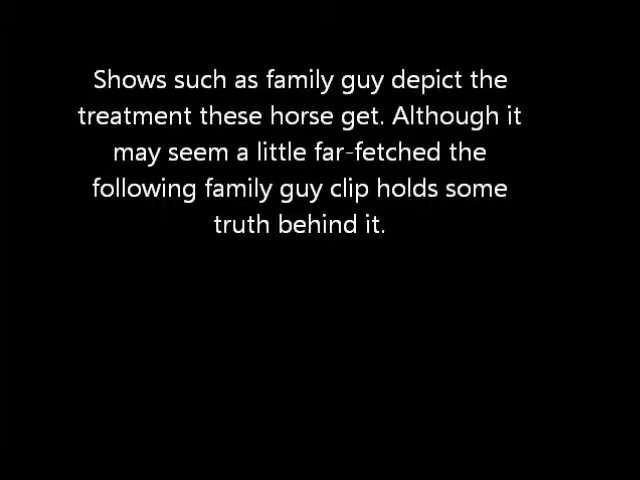 Shows such as family guy depict the
treatment these horse get. Although it
may seem a little far-fetched the
following family guy clip holds some
truth behind it.